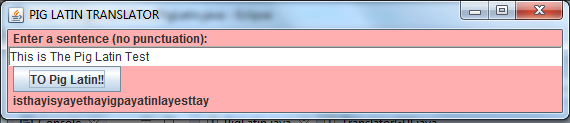 PIG LATIN TRANSLATOR
Enter a sentence (no punctuation):
This is The Pig Latin Test
TO Pig Latin!!
isthayisyayethayigpayatinlayesttay